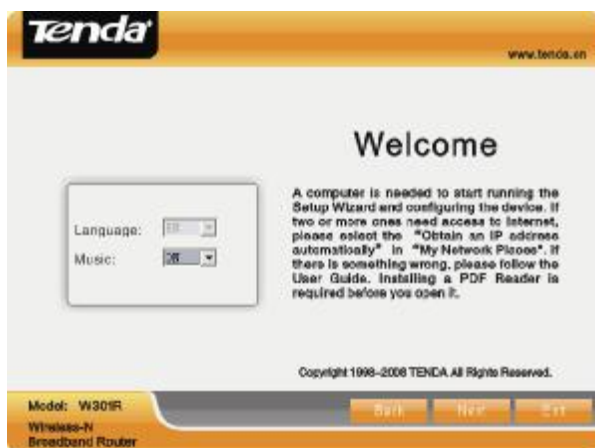 Tenda
www.tenda.cn
Welcome
A computer is needed to start running the
Setup Wizard and configuring the device. If
two or more ones need access to Internet,
please select the “Obtain an IP address
automatically” in “My Network Places”. If
there is something wrong, please follow the
User Guide. Installing a PDF Reader is
required before you open it.
Language:
Music:
Copyright 1998-2008 TENDA All Rights Reserved.
Model: W301R
Wireless-N
Broadband Router
Back Next Exit